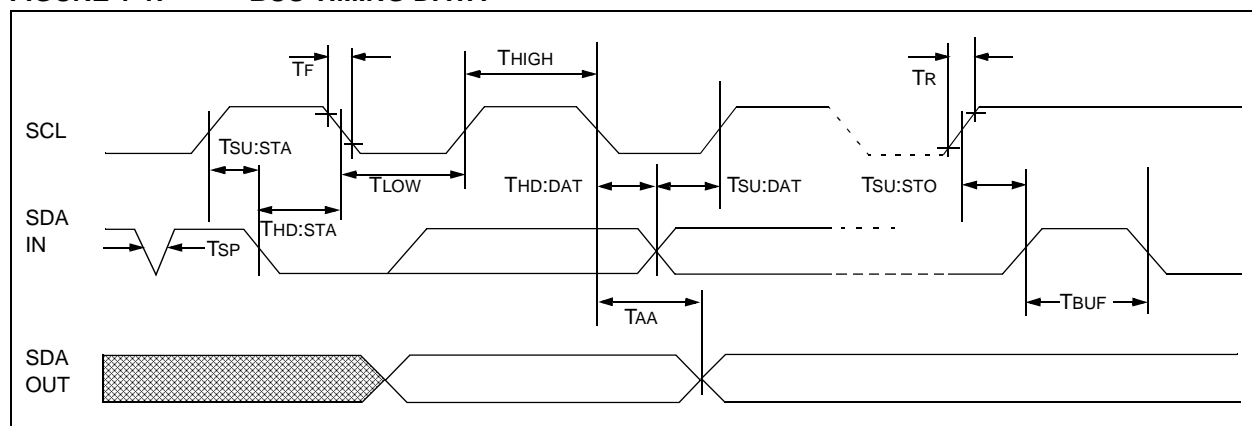 FIGURE 1-1: BUS TIMING DATA
TF
THIGH
TR
SCL
TSU:STA
TLOW
THD:DAT
TSU:DAT
TSU:STO
SDA
IN
TSP
THD:STA
TAA
TBUF
SDA
OUT